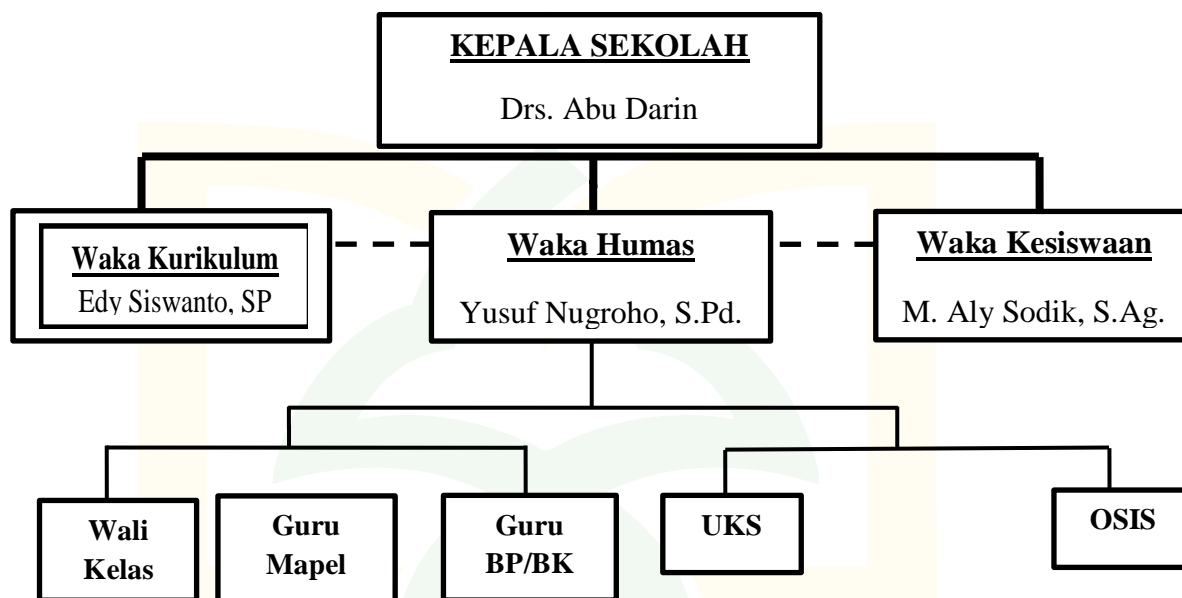 KEPALA SEKOLAH
Drs. Abu Darin
Waka Kurikulum
Edy Siswanto, SP
Waka Humas
Yusuf Nugroho, S.Pd.
Waka Kesiswaan
M. Aly Sodik, S.Ag.
Wali
Kelas
Guru
Mapel
Guru
BP/BK
UKS
OSIS